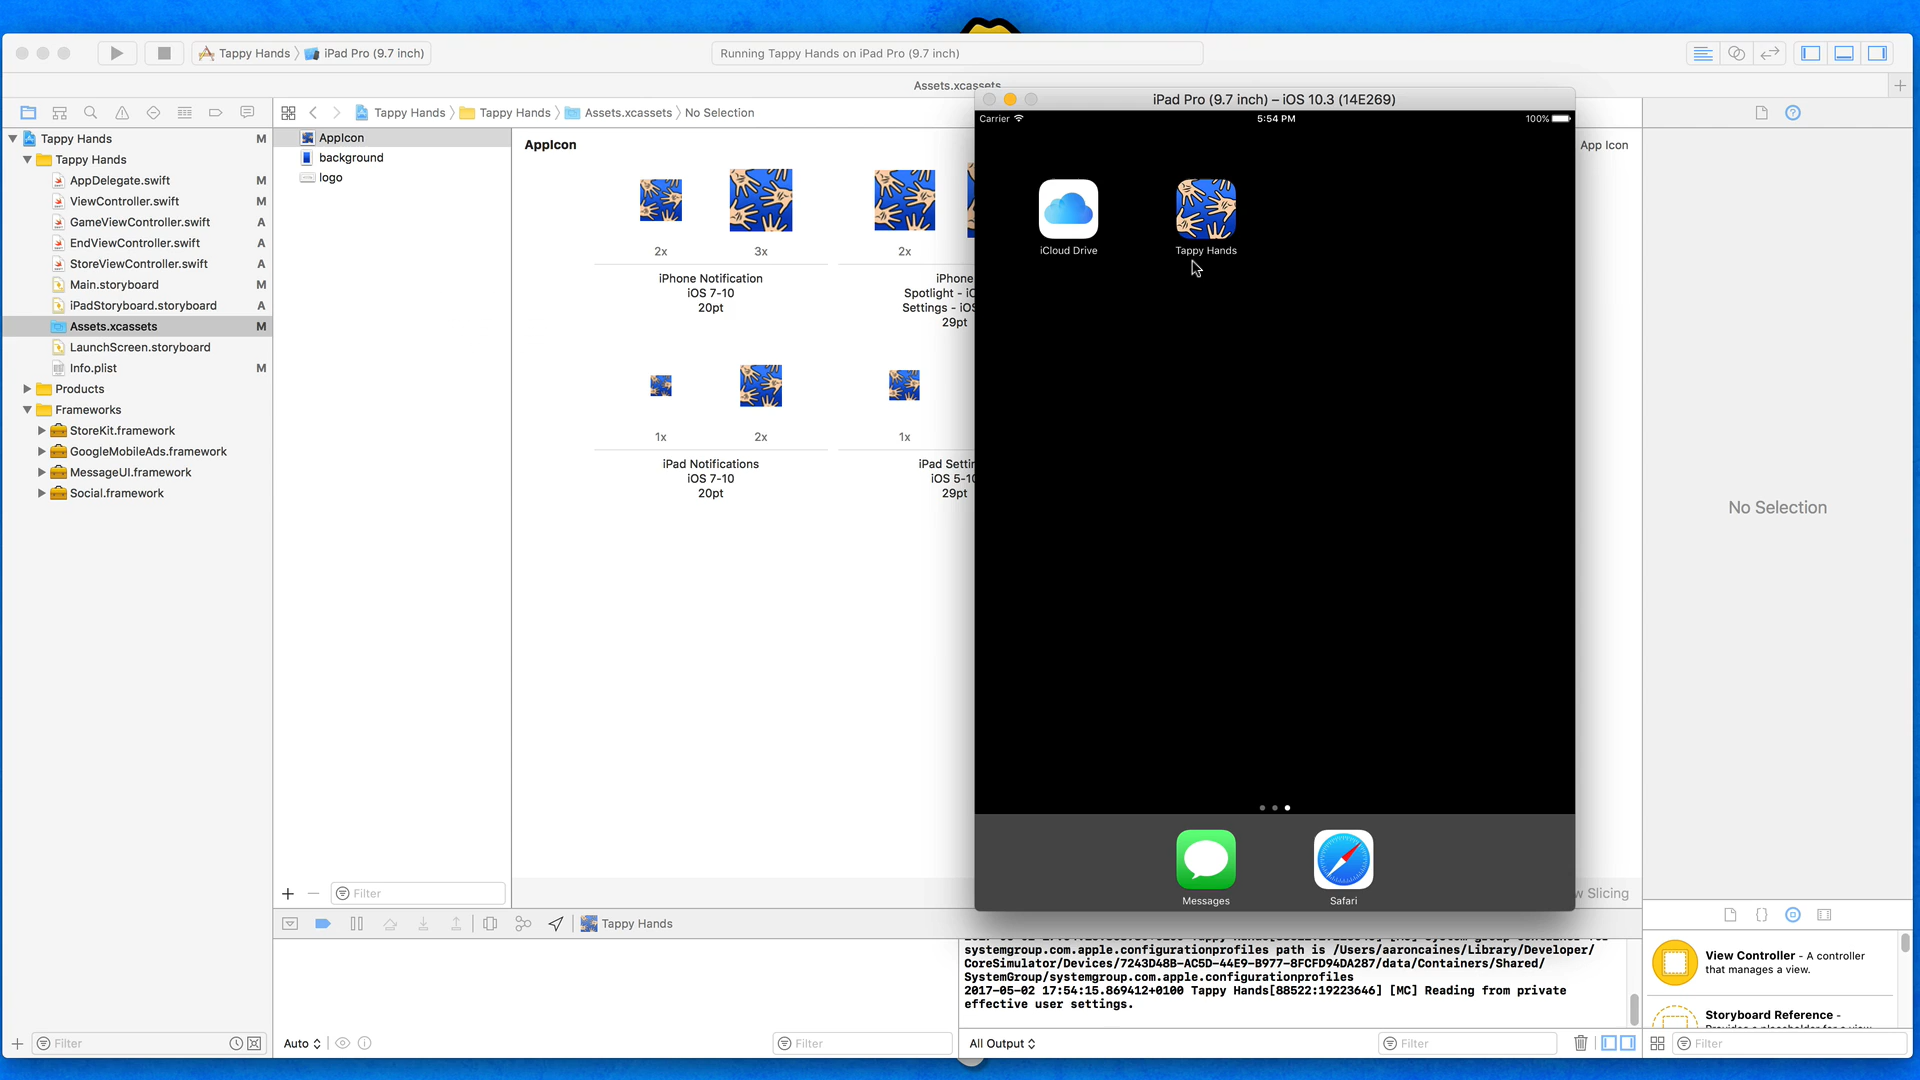 Tappy Hands
iPad Pro (9.7 inch)
Running Tappy Hands on iPad Pro (9.7 inch)
Assets.xcassets
Tappy Hands
Tappy Hands
Assets.xcassets
No Selection
Tappy Hands M
Tappy Hands
AppDelegate.swift M
ViewController.swift M
GameViewController.swift A
EndViewController.swift A
StoreViewController.swift A
Main.storyboard M
iPadStoryboard.storyboard A
Assets.xcassets M
LaunchScreen.storyboard
Info.plist M
Products
Frameworks
StoreKit.framework
GoogleMobileAds.framework
MessageUI.framework
Social.framework
Filter
AppIcon
background
logo
Filter
AppIcon
2x 3x
iPhone Notification
iOS 7-10
20pt
2x
iPhone
Spotlight - iO
Settings - iOS
29pt
1x 2x
iPad Notifications
iOS 7-10
20pt
1x
iPad Settin
iOS 5-10
29pt
App Icon
iPad Pro (9.7 inch) – iOS 10.3 (14E269)
Carrier 5:54 PM 100%
iCloud Drive
Tappy Hands
Messages
Safari
Slicing
No Selection
Tappy Hands
systemgroup.com.apple.configurationprofiles path is /Users/aaroncaines/Library/Developer/
CoreSimulator/Devices/7243D48B-AC5D-44E9-B977-8FCFD94DA287/data/Containers/Shared/
SystemGroup/systemgroup.com.apple.configurationprofiles
2017-05-02 17:54:15.869412+0100 Tappy Hands[88522:19223646] [MC] Reading from private
effective user settings.
Auto
Filter
All Output
Filter
View Controller - A controller
that manages a view.
Storyboard Reference -
Filter